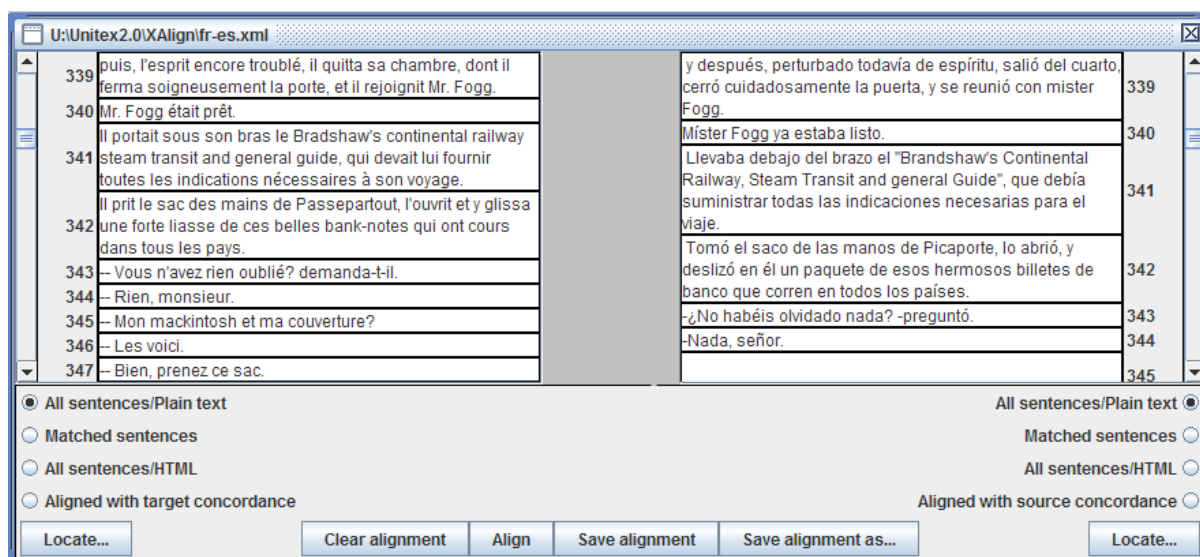 U:\Unitex2.0\XAlign\fr-es.xml
339
puis, l'esprit encore troublé, il quitta sa chambre, dont il
ferma soigneusement la porte, et il rejoignit Mr. Fogg.
340 Mr. Fogg était prêt.
341
Il portait sous son bras le Bradshaw's continental railway
steam transit and general guide, qui devait lui fournir
toutes les indications nécessaires à son voyage.
342
Il prit le sac des mains de Passepartout, l'ouvrit et y glissa
une forte liasse de ces belles bank-notes qui ont cours
dans tous les pays.
343 -- Vous n'avez rien oublié? demanda-t-il.
344 -- Rien, monsieur.
345 -- Mon mackintosh et ma couverture?
346 -- Les voici.
347 -- Bien, prenez ce sac.
y después, perturbado todavía de espíritu, salió del cuarto,
cerró cuidadosamente la puerta, y se reunió con mister
Fogg.
339
Míster Fogg ya estaba listo. 340
Llevaba debajo del brazo el "Brandshaw's Continental
Railway, Steam Transit and general Guide", que debía
suministrar todas las indicaciones necesarias para el
viaje.
341
Tomó el saco de las manos de Picaporte, lo abrió, y
deslizó en él un paquete de esos hermosos billetes de
banco que corren en todos los países.
342
-¿No habéis olvidado nada? -preguntó. 343
-Nada, señor. 344
345
All sentences/Plain text
Matched sentences
All sentences/HTML
Aligned with target concordance
All sentences/Plain text
Matched sentences
All sentences/HTML
Aligned with source concordance
Locate... Clear alignment Align Save alignment Save alignment as... Locate...